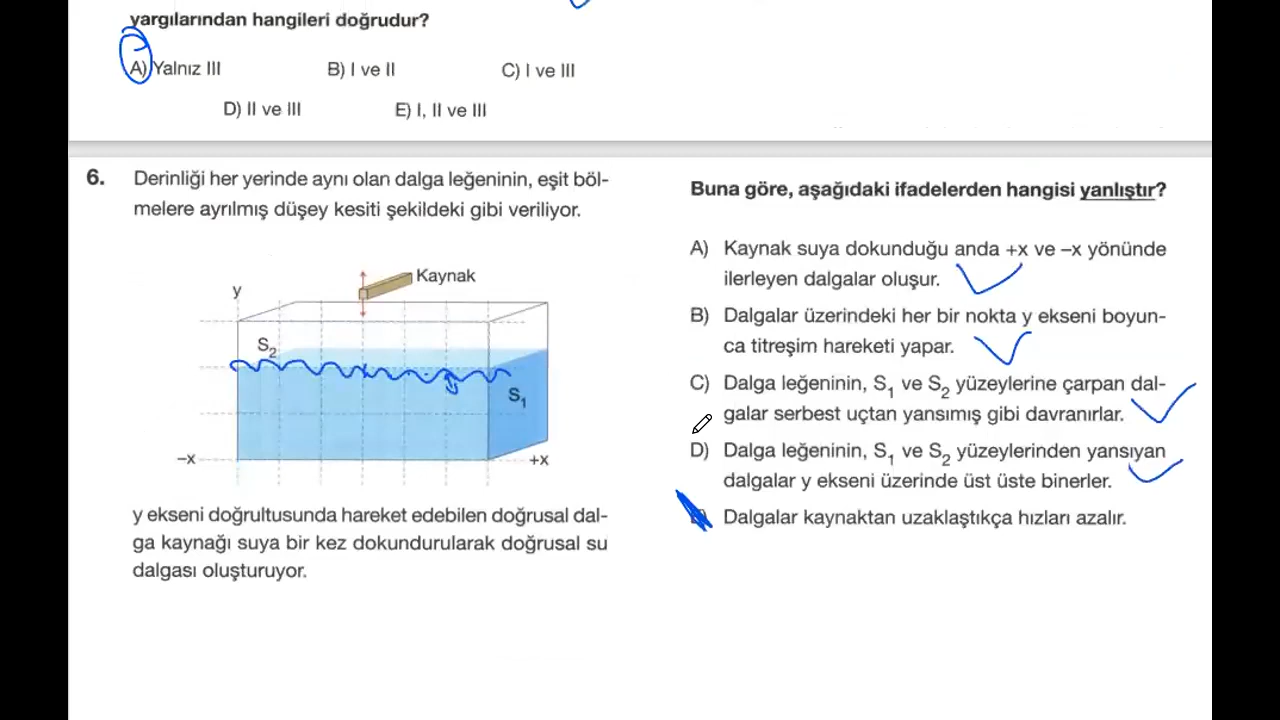 yargılarından hangileri doğrudur?
A) Yalnız III B) I ve II C) I ve III
D) II ve III E) I, II ve III
6. Derinliği her yerinde aynı olan dalga leğeninin, eşit böl-
melere ayrılmış düşey kesiti şekildeki gibi veriliyor.
Kaynak
y
S2
S1
–x
+x
y ekseni doğrultusunda hareket edebilen doğrusal dal-
ga kaynağı suya bir kez dokundurularak doğrusal su
dalgası oluşturuyor.
Buna göre, aşağıdaki ifadelerden hangisi yanlıştır?
A) Kaynak suya dokunduğu anda +x ve –x yönünde
ilerleyen dalgalar oluşur.
B) Dalgalar üzerindeki her bir nokta y ekseni boyun-
ca titreşim hareketi yapar.
C) Dalga leğeninin, S1 ve S2 yüzeylerine çarpan dal-
galar serbest uçtan yansımış gibi davranırlar.
D) Dalga leğeninin, S1 ve S2 yüzeylerinden yansıyan
dalgalar y ekseni üzerinde üst üste binerler.
Dalgalar kaynaktan uzaklaştıkça hızları azalır.